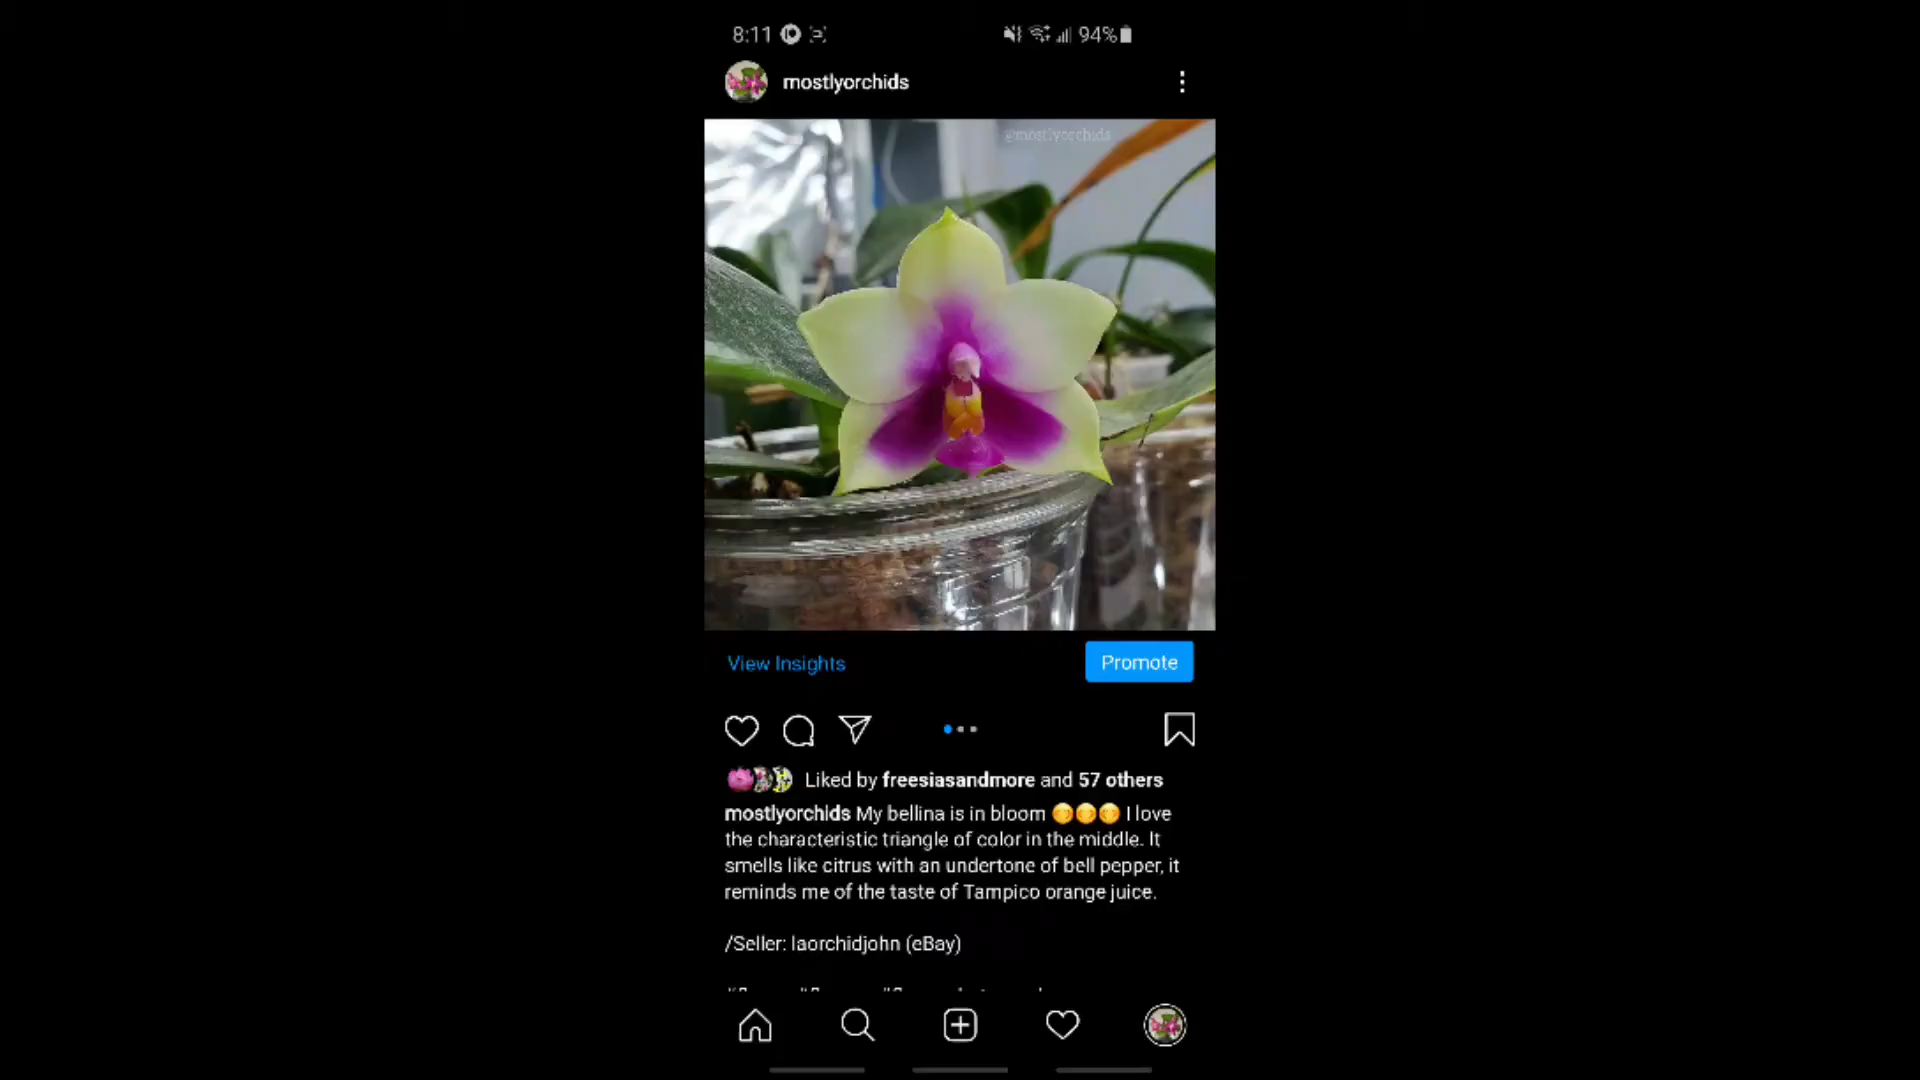 8:11
94%
mostlyorchids
@mostlyorchids
View Insights
Promote
Liked by freesiasandmore and 57 others
mostlyorchids My bellina is in bloom 😊😊😊 I love
the characteristic triangle of color in the middle. It
smells like citrus with an undertone of bell pepper, it
reminds me of the taste of Tampico orange juice.
/Seller: laorchidjohn (eBay)